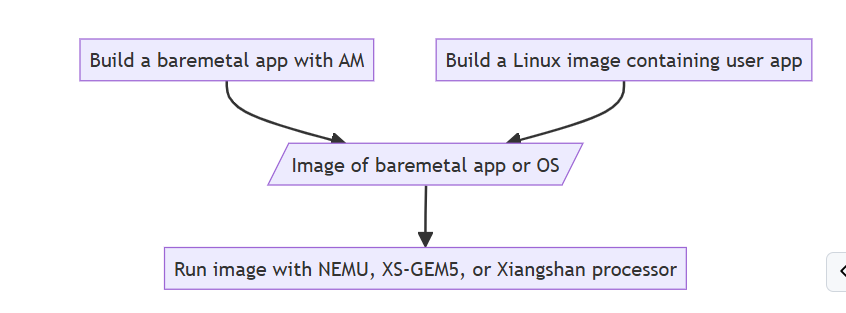 Build a baremetal app with AM
Build a Linux image containing user app
Image of baremetal app or OS
Run image with NEMU, XS-GEM5, or Xiangshan processor